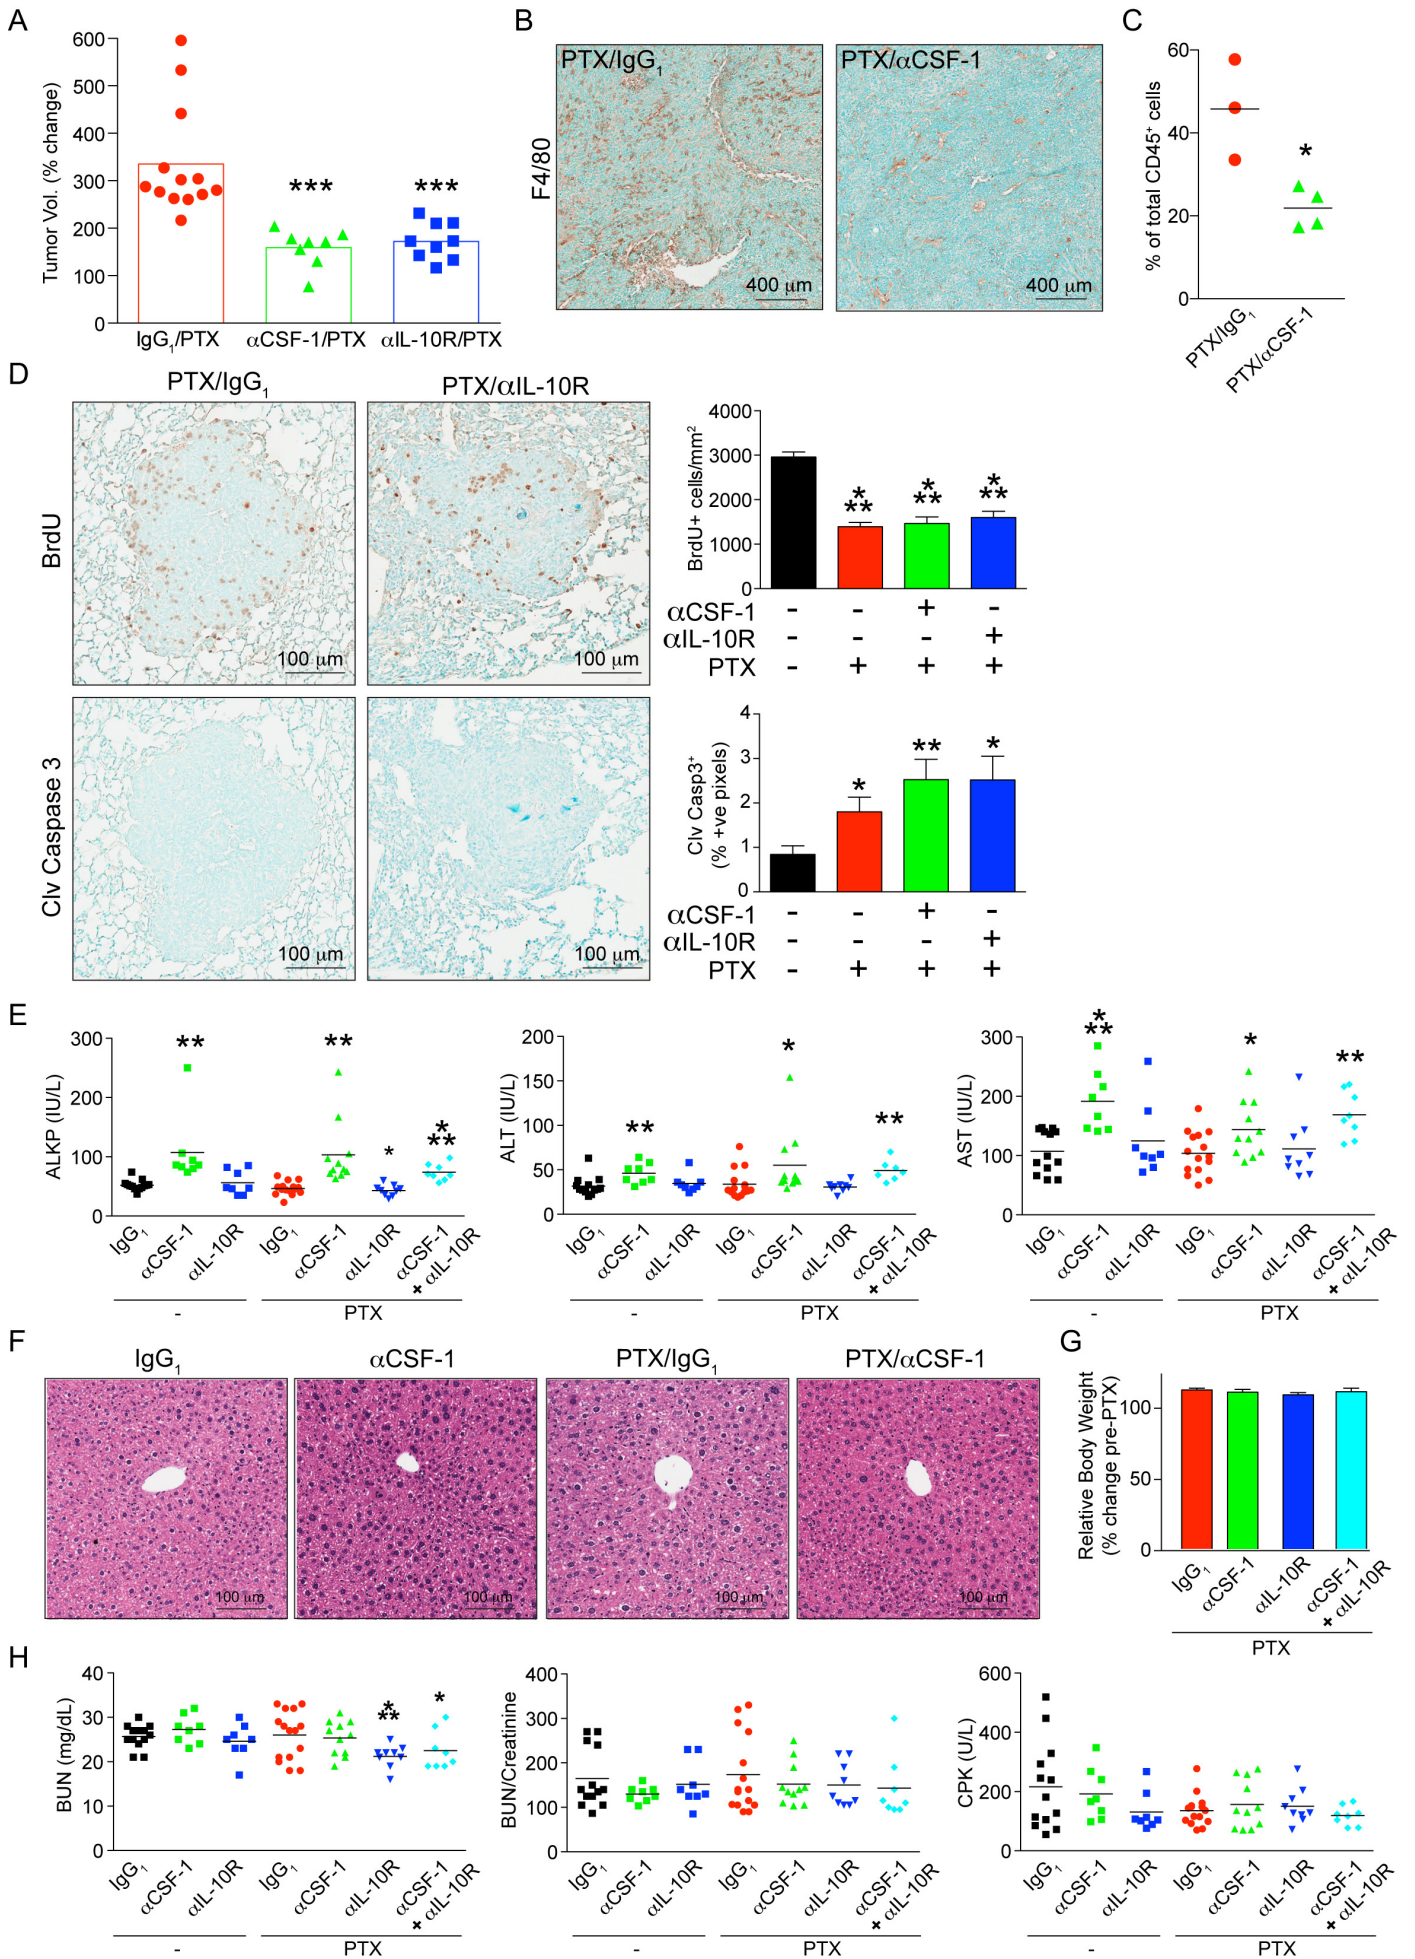 A
Tumor Vol. (% change)
600
500
400
300
200
100
0
***
***
IgG1/PTX
αCSF-1/PTX
αIL-10R/PTX
B
F4/80
PTX/IgG1
PTX/αCSF-1
400 µm
400 µm
C
% of total CD45+ cells
60
40
20
0
*
PTX/IgG1
PTX/αCSF-1
D
PTX/IgG1
PTX/αIL-10R
BrdU
100 µm
100 µm
Clv Caspase 3
100 µm
100 µm
BrdU+ cells/mm2
4000
3000
2000
1000
0
*
**
*
**
*
**
αCSF-1 - - + -
αIL-10R - - - +
PTX - + + +
Clv Casp3+
(% +ve pixels)
4
3
2
1
0
*
**
*
αCSF-1 - - + -
αIL-10R - - - +
PTX - + + +
E
ALKP (IU/L)
300
200
100
0
**
**
*
*
**
IgG1
αCSF-1
αIL-10R
IgG1
αCSF-1
αIL-10R
αCSF-1
+ αIL-10R
-
PTX
ALT (IU/L)
200
150
100
50
0
**
*
**
IgG1
αCSF-1
αIL-10R
IgG1
αCSF-1
αIL-10R
αCSF-1
+ αIL-10R
-
PTX
AST (IU/L)
300
200
100
0
*
**
*
**
IgG1
αCSF-1
αIL-10R
IgG1
αCSF-1
αIL-10R
αCSF-1
+ αIL-10R
-
PTX
F
IgG1
αCSF-1
PTX/IgG1
PTX/αCSF-1
100 µm
100 µm
100 µm
100 µm
G
Relative Body Weight
(% change pre-PTX)
100
50
0
IgG1
αCSF-1
αIL-10R
αCSF-1
+ αIL-10R
PTX
H
BUN (mg/dL)
40
30
20
10
0
*
**
*
IgG1
αCSF-1
αIL-10R
IgG1
αCSF-1
αIL-10R
αCSF-1
+ αIL-10R
-
PTX
BUN/Creatinine
400
300
200
100
0
IgG1
αCSF-1
αIL-10R
IgG1
αCSF-1
αIL-10R
αCSF-1
+ αIL-10R
-
PTX
CPK (U/L)
600
400
200
0
IgG1
αCSF-1
αIL-10R
IgG1
αCSF-1
αIL-10R
αCSF-1
+ αIL-10R
-
PTX